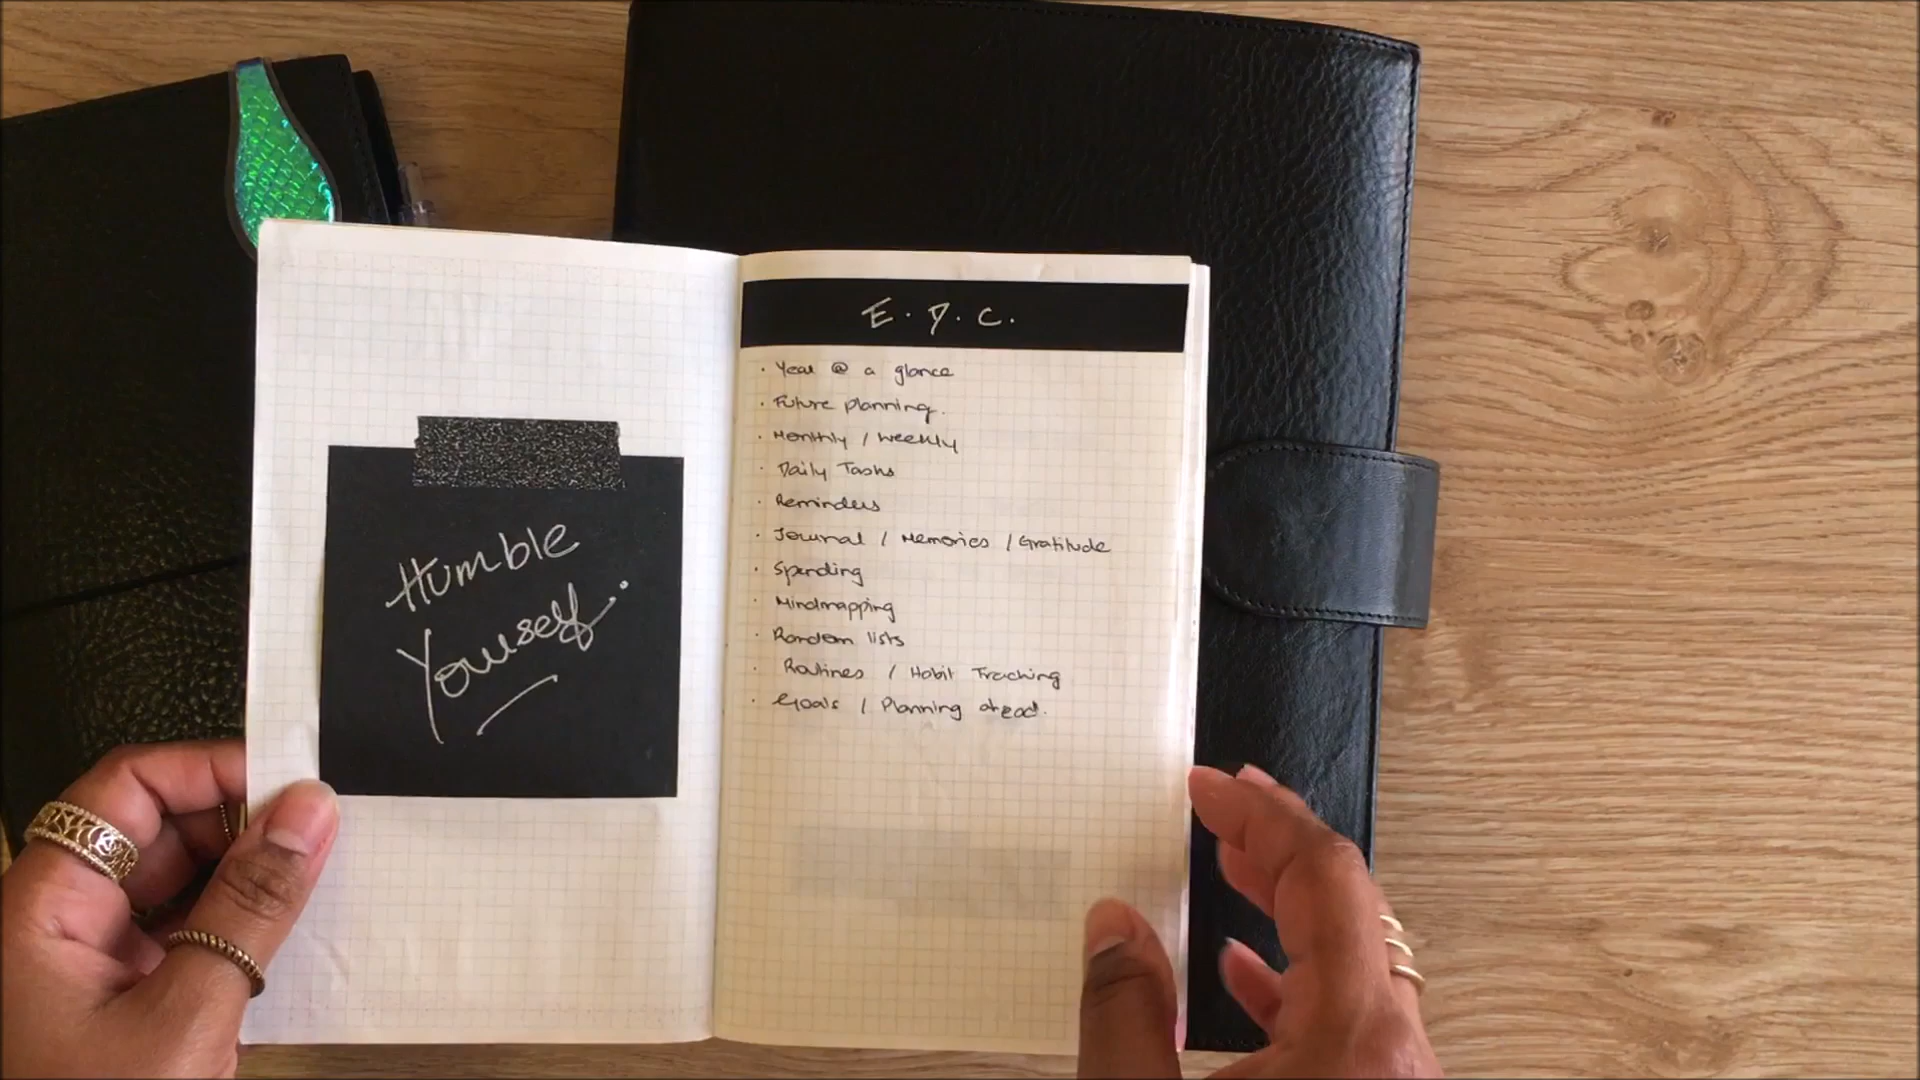 Humble
Yourself.
E. D. C.
· Year @ a glance
· Future planning.
· Monthly / weekly
· Daily Tasks
· Reminders
· Journal / Memories / Gratitude
· Spending
· Mindmapping
· Random lists
· Routines / Habit Tracking
· Goals / Planning ahead.